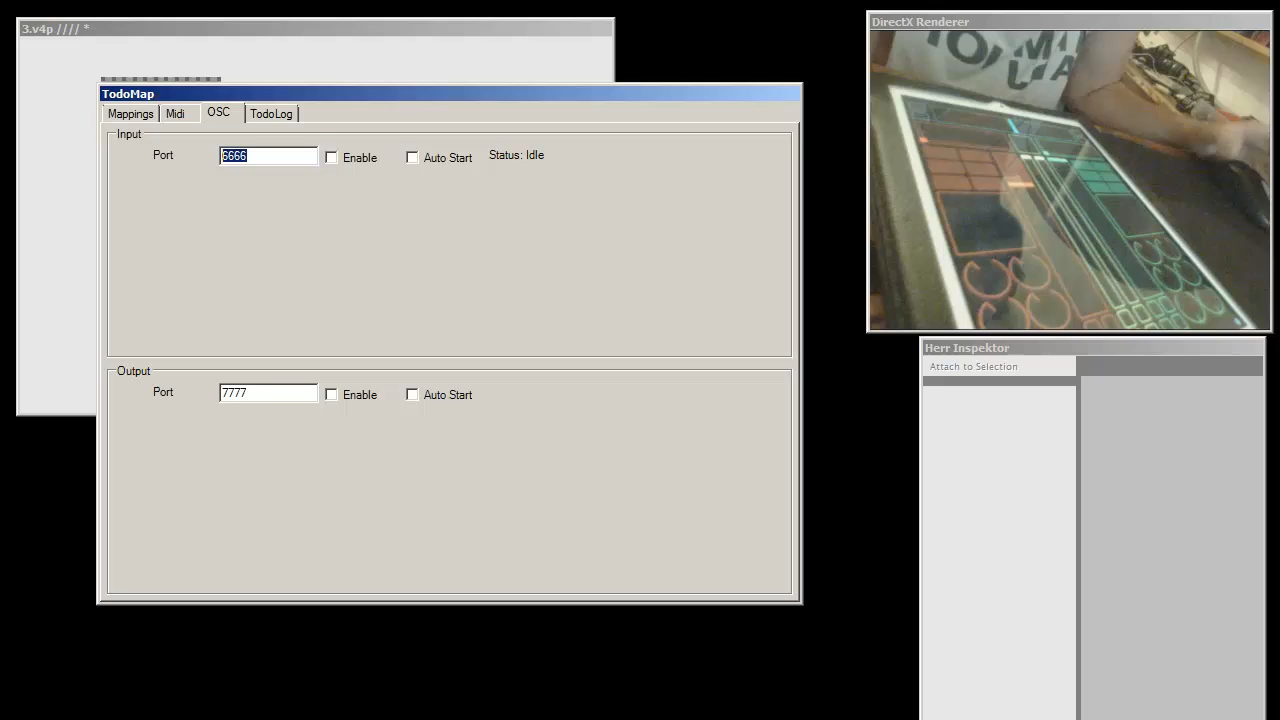 3.v4p //// *
DirectX Renderer
TodoMap
Mappings Midi OSC TodoLog
Input
Port 6666 Enable Auto Start Status: Idle
Output
Port 7777 Enable Auto Start
Herr Inspektor
Attach to Selection